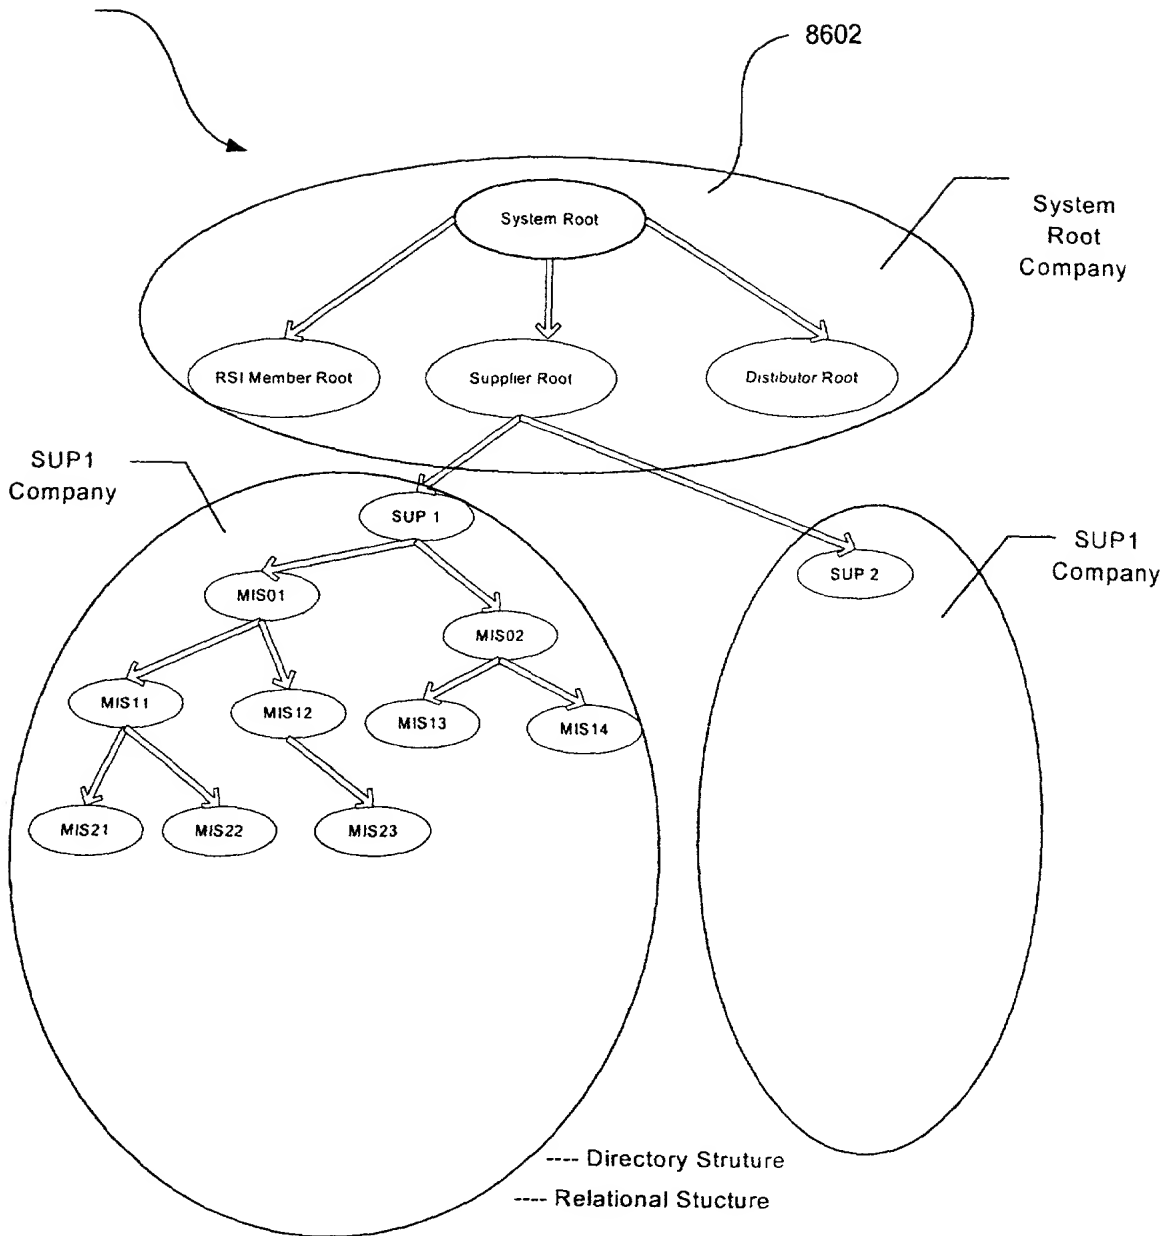 8602
System Root
System
Root
Company
RSI Member Root
Supplier Root
Distibutor Root
SUP1
Company
SUP 1
SUP1
Company
SUP 2
MIS01
MIS02
MIS11
MIS12
MIS13
MIS14
MIS21
MIS22
MIS23
---- Directory Struture
---- Relational Stucture